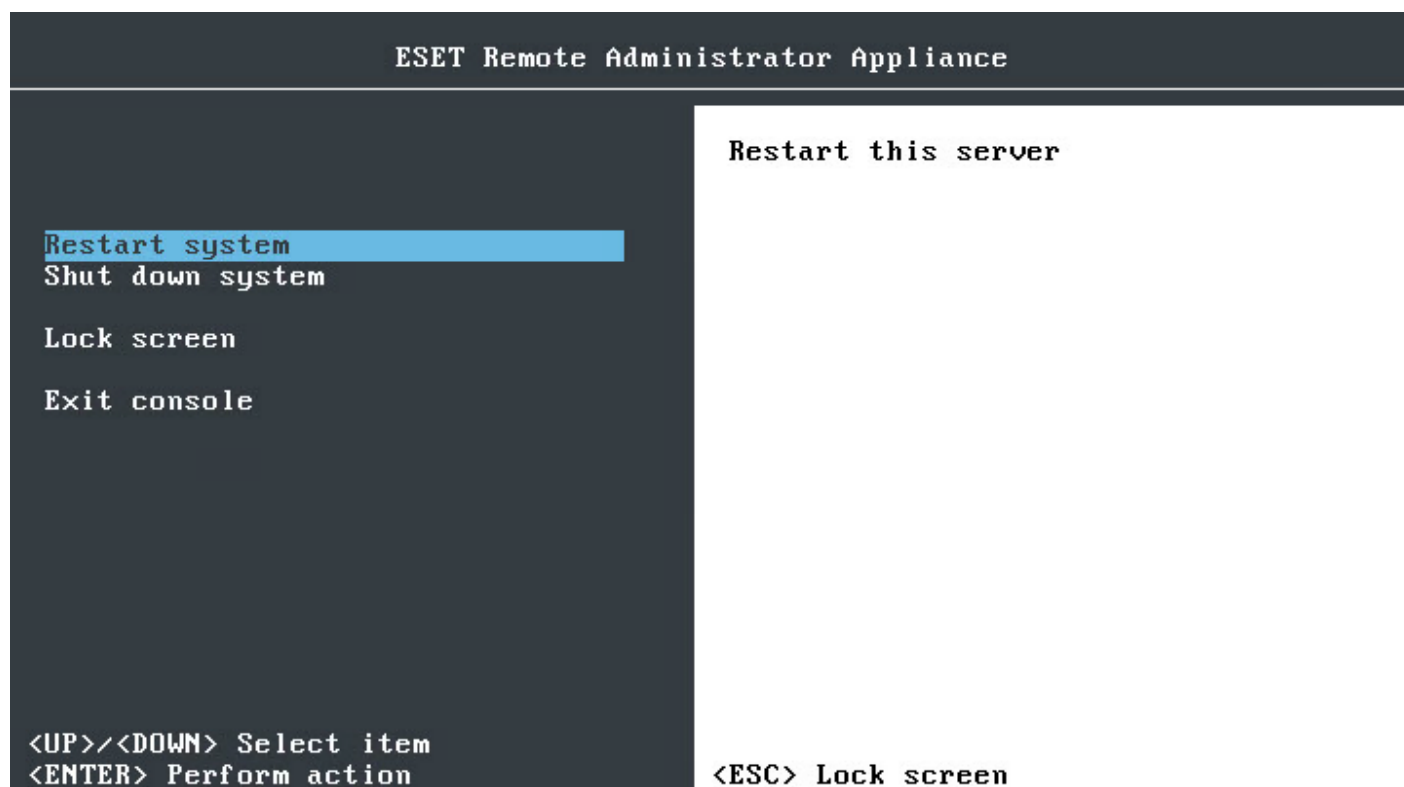 ESET Remote Administrator Appliance
Restart this server
Restart system
Shut down system
Lock screen
Exit console
<UP>/<DOWN> Select item
<ENTER> Perform action
<ESC> Lock screen